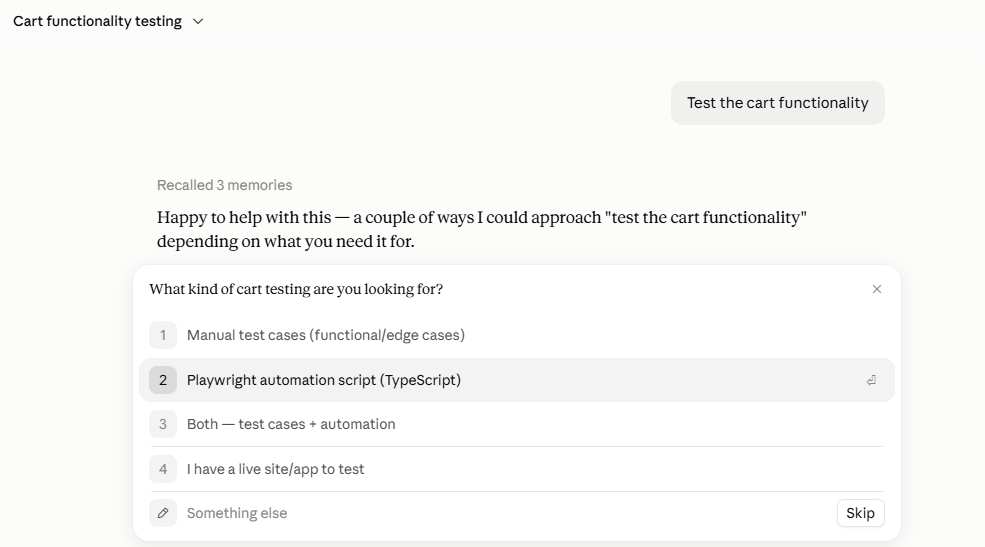 Cart functionality testing
Test the cart functionality
Recalled 3 memories
Happy to help with this — a couple of ways I could approach "test the cart functionality"
depending on what you need it for.
What kind of cart testing are you looking for?
1 Manual test cases (functional/edge cases)
2 Playwright automation script (TypeScript)
3 Both — test cases + automation
4 I have a live site/app to test
Something else Skip